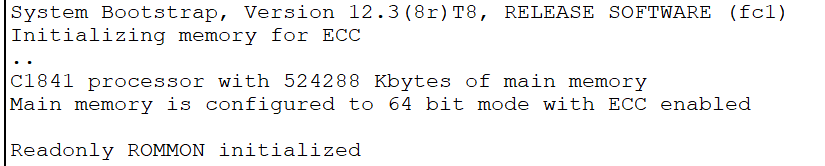 System Bootstrap, Version 12.3(8r)T8, RELEASE SOFTWARE (fc1)
Initializing memory for ECC
..
C1841 processor with 524288 Kbytes of main memory
Main memory is configured to 64 bit mode with ECC enabled
Readonly ROMMON initialized